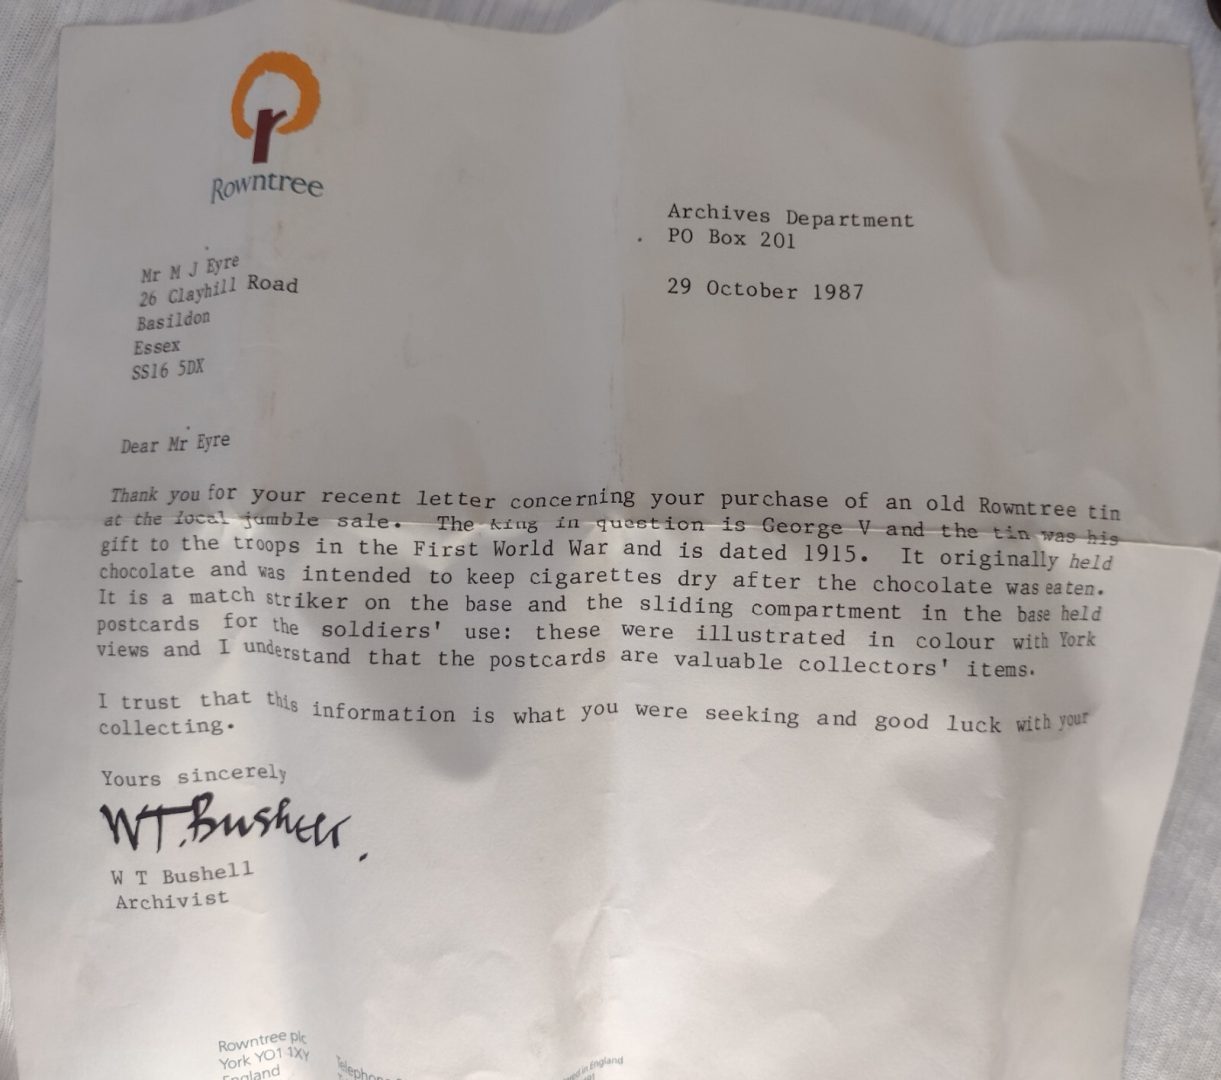 Rowntree
Archives Department
PO Box 201
29 October 1987
Mr M J Eyre
26 Clayhill Road
Basildon
Essex
SS16 5DX
Dear Mr Eyre
Thank you for your recent letter concerning your purchase of an old Rowntree tin
at the local jumble sale. The king in question is George V and the tin was his
gift to the troops in the First World War and is dated 1915. It originally held
chocolate and was intended to keep cigarettes dry after the chocolate was eaten.
It is a match striker on the base and the sliding compartment in the base held
postcards for the soldiers' use: these were illustrated in colour with York
views and I understand that the postcards are valuable collectors' items.
I trust that this information is what you were seeking and good luck with your
collecting.
Yours sincerely
WT.Bushell.
W T Bushell
Archivist
Rowntree plc
York YO1 1XY
England
Telephone
in England